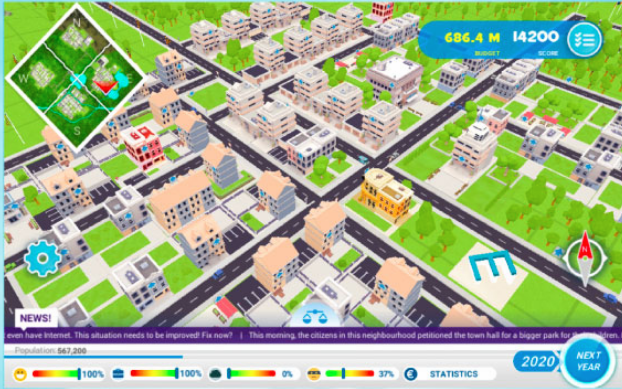 N
W
E
S
686.4 M
14200
BUDGET
SCORE
N
E
NEWS!
even have Internet. This situation needs to be improved! Fix now? | This morning, the citizens in this neighbourhood petitioned the town hall for a bigger park for their children.
Population: 567,200
2020
NEXT
YEAR
100%
100%
0%
37%
STATISTICS